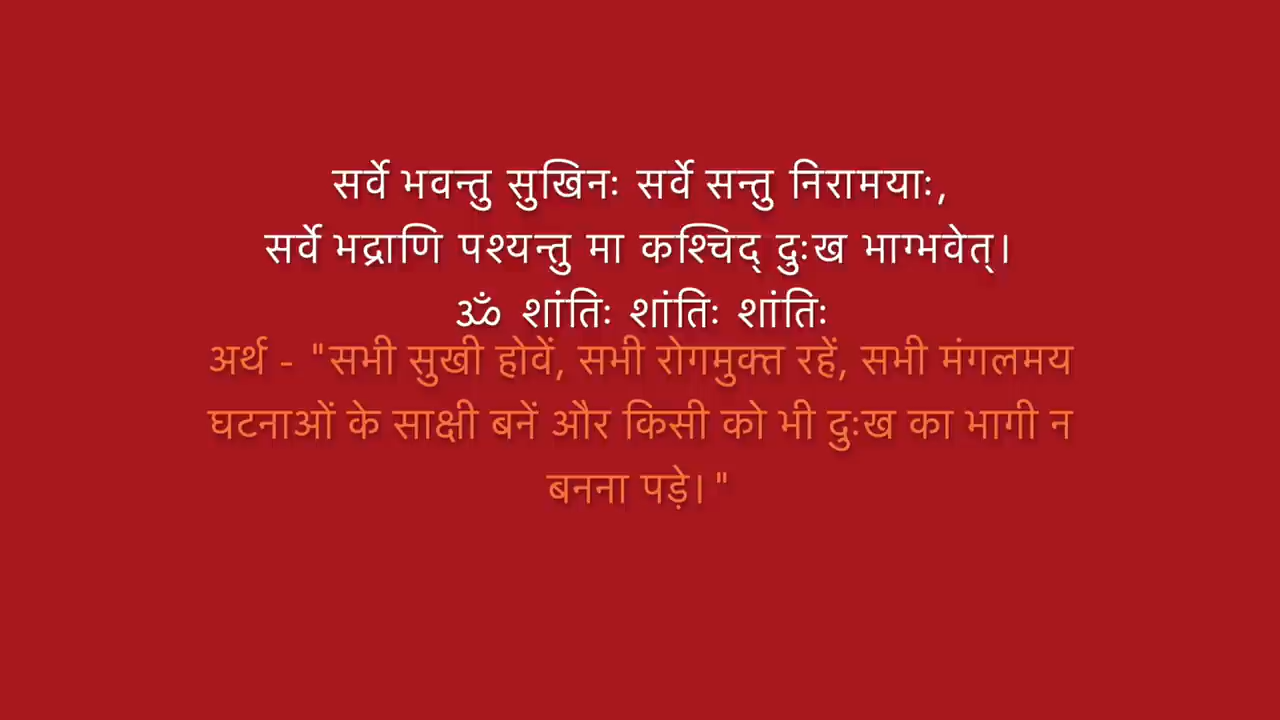 सर्वे भवन्तु सुखिनः सर्वे सन्तु निरामयाः,
सर्वे भद्राणि पश्यन्तु मा कश्चिद् दुःख भाग्भवेत्।
ॐ शांतिः शांतिः शांतिः
अर्थ - "सभी सुखी होवें, सभी रोगमुक्त रहें, सभी मंगलमय
घटनाओं के साक्षी बनें और किसी को भी दुःख का भागी न
बनना पड़े। "